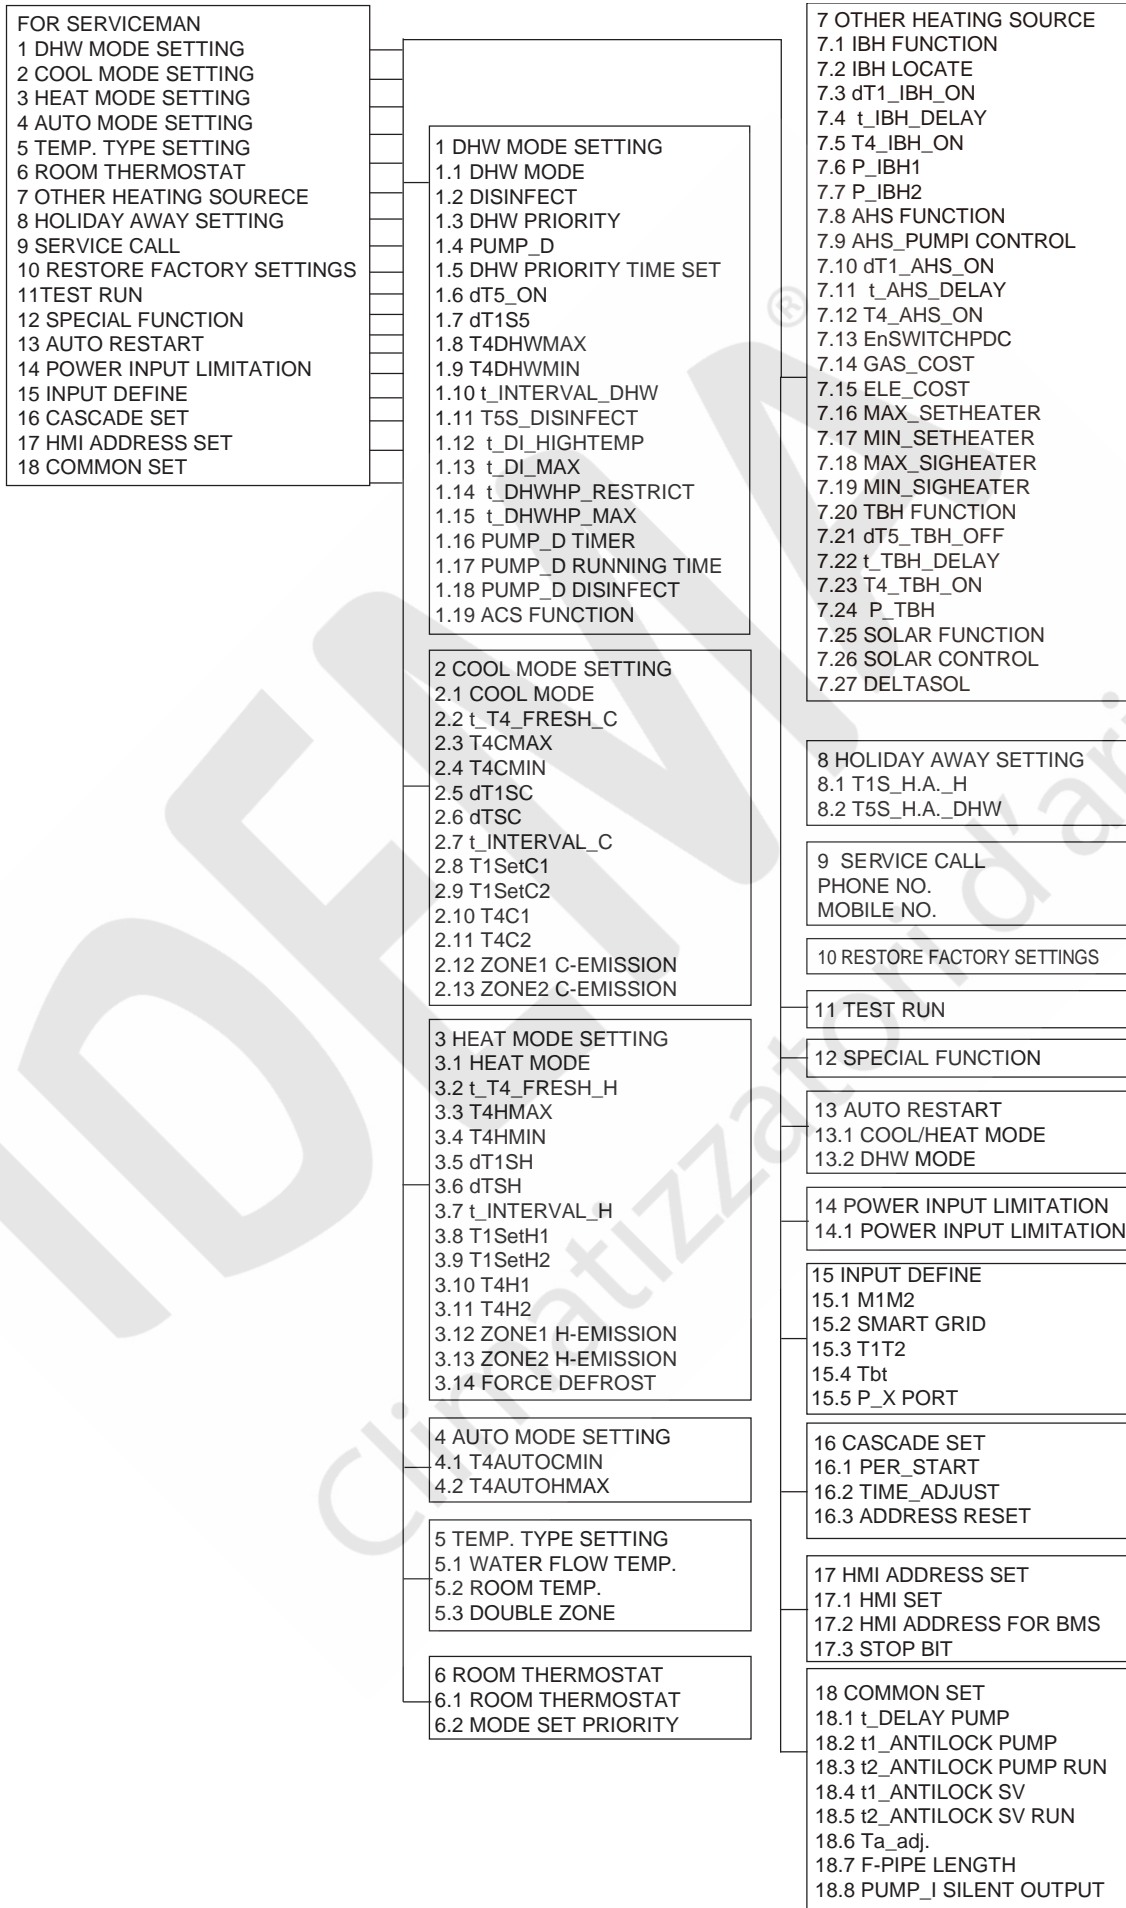 FOR SERVICEMAN
1 DHW MODE SETTING
2 COOL MODE SETTING
3 HEAT MODE SETTING
4 AUTO MODE SETTING
5 TEMP. TYPE SETTING
6 ROOM THERMOSTAT
7 OTHER HEATING SOURECE
8 HOLIDAY AWAY SETTING
9 SERVICE CALL
10 RESTORE FACTORY SETTINGS
11TEST RUN
12 SPECIAL FUNCTION
13 AUTO RESTART
14 POWER INPUT LIMITATION
15 INPUT DEFINE
16 CASCADE SET
17 HMI ADDRESS SET
18 COMMON SET
1 DHW MODE SETTING
1.1 DHW MODE
1.2 DISINFECT
1.3 DHW PRIORITY
1.4 PUMP_D
1.5 DHW PRIORITY TIME SET
1.6 dT5_ON
1.7 dT1S5
1.8 T4DHWMAX
1.9 T4DHWMIN
1.10 t_INTERVAL_DHW
1.11 T5S_DISINFECT
1.12 t_DI_HIGHTEMP
1.13 t_DI_MAX
1.14 t_DHWHP_RESTRICT
1.15 t_DHWHP_MAX
1.16 PUMP_D TIMER
1.17 PUMP_D RUNNING TIME
1.18 PUMP_D DISINFECT
1.19 ACS FUNCTION
2 COOL MODE SETTING
2.1 COOL MODE
2.2 t_T4_FRESH_C
2.3 T4CMAX
2.4 T4CMIN
2.5 dT1SC
2.6 dTSC
2.7 t_INTERVAL_C
2.8 T1SetC1
2.9 T1SetC2
2.10 T4C1
2.11 T4C2
2.12 ZONE1 C-EMISSION
2.13 ZONE2 C-EMISSION
3 HEAT MODE SETTING
3.1 HEAT MODE
3.2 t_T4_FRESH_H
3.3 T4HMAX
3.4 T4HMIN
3.5 dT1SH
3.6 dTSH
3.7 t_INTERVAL_H
3.8 T1SetH1
3.9 T1SetH2
3.10 T4H1
3.11 T4H2
3.12 ZONE1 H-EMISSION
3.13 ZONE2 H-EMISSION
3.14 FORCE DEFROST
4 AUTO MODE SETTING
4.1 T4AUTOCMIN
4.2 T4AUTOHMAX
5 TEMP. TYPE SETTING
5.1 WATER FLOW TEMP.
5.2 ROOM TEMP.
5.3 DOUBLE ZONE
6 ROOM THERMOSTAT
6.1 ROOM THERMOSTAT
6.2 MODE SET PRIORITY
7 OTHER HEATING SOURCE
7.1 IBH FUNCTION
7.2 IBH LOCATE
7.3 dT1_IBH_ON
7.4 t_IBH_DELAY
7.5 T4_IBH_ON
7.6 P_IBH1
7.7 P_IBH2
7.8 AHS FUNCTION
7.9 AHS_PUMPI CONTROL
7.10 dT1_AHS_ON
7.11 t_AHS_DELAY
7.12 T4_AHS_ON
7.13 EnSWITCHPDC
7.14 GAS_COST
7.15 ELE_COST
7.16 MAX_SETHEATER
7.17 MIN_SETHEATER
7.18 MAX_SIGHEATER
7.19 MIN_SIGHEATER
7.20 TBH FUNCTION
7.21 dT5_TBH_OFF
7.22 t_TBH_DELAY
7.23 T4_TBH_ON
7.24 P_TBH
7.25 SOLAR FUNCTION
7.26 SOLAR CONTROL
7.27 DELTASOL
8 HOLIDAY AWAY SETTING
8.1 T1S_H.A._H
8.2 T5S_H.A._DHW
9 SERVICE CALL
PHONE NO.
MOBILE NO.
10 RESTORE FACTORY SETTINGS
11 TEST RUN
12 SPECIAL FUNCTION
13 AUTO RESTART
13.1 COOL/HEAT MODE
13.2 DHW MODE
14 POWER INPUT LIMITATION
14.1 POWER INPUT LIMITATION
15 INPUT DEFINE
15.1 M1M2
15.2 SMART GRID
15.3 T1T2
15.4 Tbt
15.5 P_X PORT
16 CASCADE SET
16.1 PER_START
16.2 TIME_ADJUST
16.3 ADDRESS RESET
17 HMI ADDRESS SET
17.1 HMI SET
17.2 HMI ADDRESS FOR BMS
17.3 STOP BIT
18 COMMON SET
18.1 t_DELAY PUMP
18.2 t1_ANTILOCK PUMP
18.3 t2_ANTILOCK PUMP RUN
18.4 t1_ANTILOCK SV
18.5 t2_ANTILOCK SV RUN
18.6 Ta_adj.
18.7 F-PIPE LENGTH
18.8 PUMP_I SILENT OUTPUT
IDEMA ®
Climatizzatori d'ari